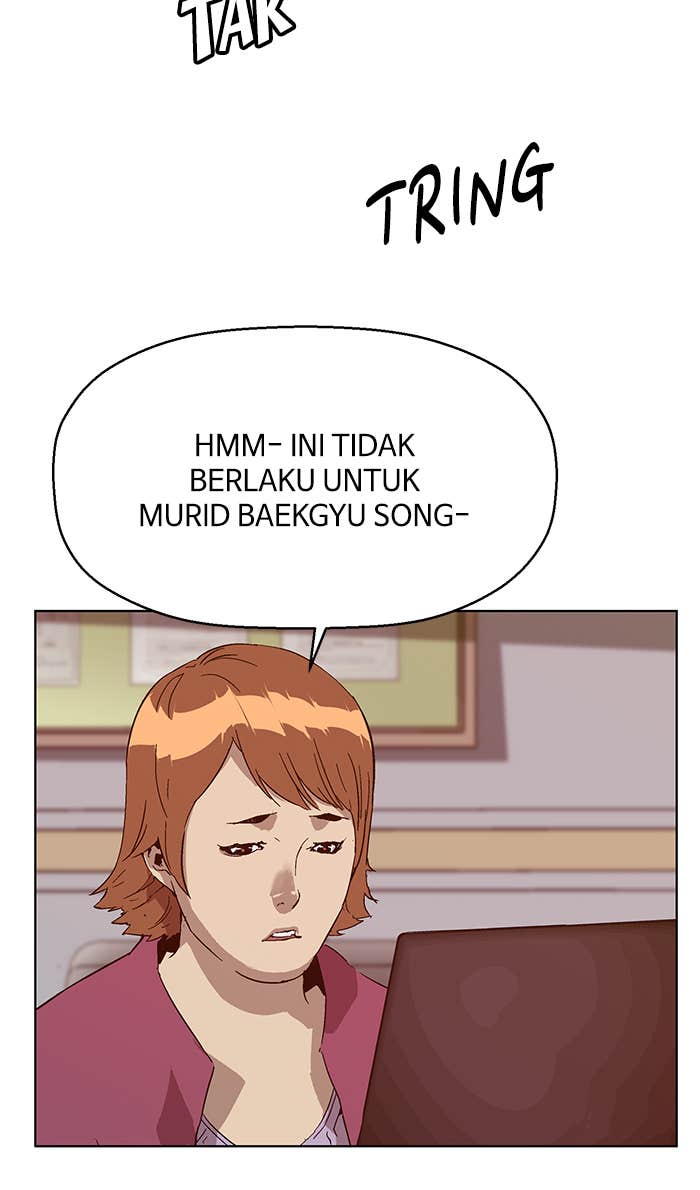 TAK
TRING
HMM- INI TIDAK
BERLAKU UNTUK
MURID BAEKGYU SONG-